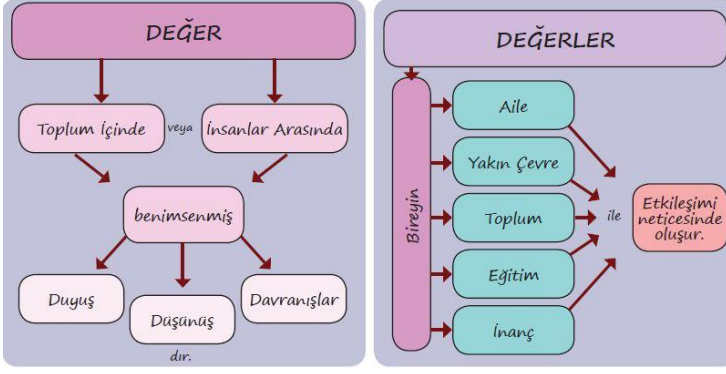 DEĞER
Toplum İçinde
veya
İnsanlar Arasında
benimsenmiş
Duyuş
Düşünüş
Davranışlar
dır.
DEĞERLER
Bireyin
Aile
Yakın Çevre
Toplum
Eğitim
İnanç
ile
Etkileşimi
neticesinde
oluşur.